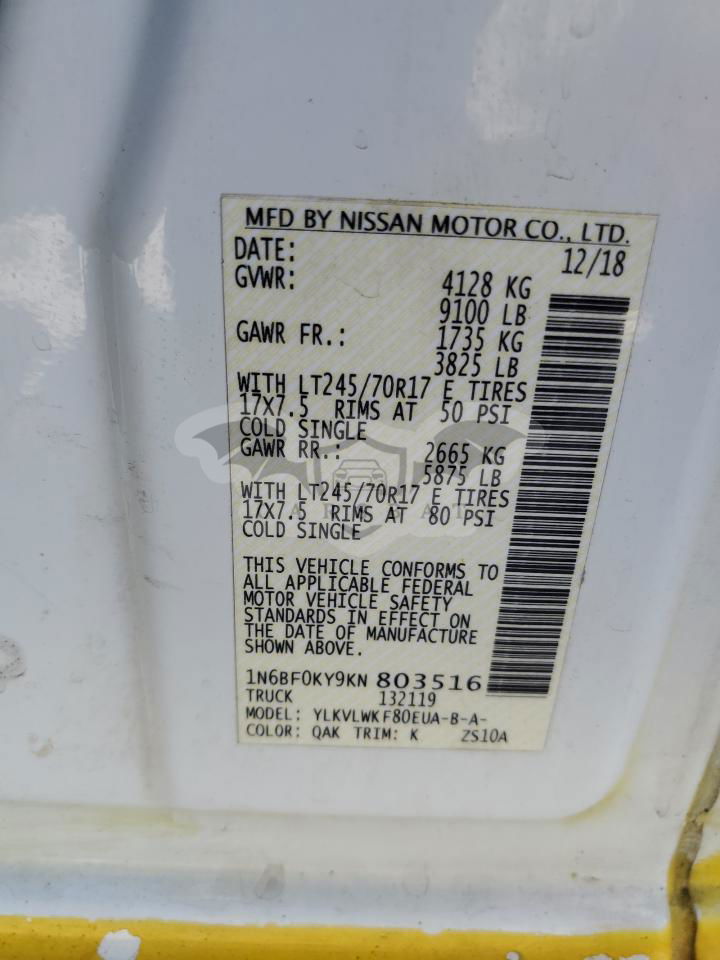 MFD BY NISSAN MOTOR CO., LTD.
DATE: 12/18
GVWR: 4128 KG
9100 LB
GAWR FR.: 1735 KG
3825 LB
WITH LT245/70R17 E TIRES
17X7.5 RIMS AT 50 PSI
COLD SINGLE
GAWR RR.: 2665 KG
5875 LB
WITH LT245/70R17 E TIRES
17X7.5 RIMS AT 80 PSI
COLD SINGLE
THIS VEHICLE CONFORMS TO
ALL APPLICABLE FEDERAL
MOTOR VEHICLE SAFETY
STANDARDS IN EFFECT ON
THE DATE OF MANUFACTURE
SHOWN ABOVE.
1N6BF0KY9KN 803516
TRUCK 132119
MODEL: YLKVLWKF80EUA-B-A-
COLOR: QAK TRIM: K ZS10A